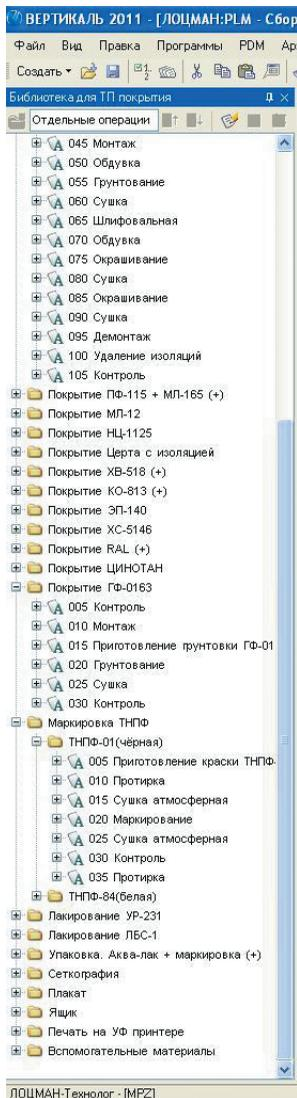 ВЕРТИКАЛЬ 2011 - [ЛОЦМАН:PLM - Сбор
Файл Вид Правка Программы PDM Ар
Создать
Библиотека для ТП покрытия
Отдельные операции
045 Монтаж
050 Обдувка
055 Грунтование
060 Сушка
065 Шлифовальная
070 Обдувка
075 Окрашивание
080 Сушка
085 Окрашивание
090 Сушка
095 Демонтаж
100 Удаление изоляций
105 Контроль
Покрытие ПФ-115 + МЛ-165 (+)
Покрытие МЛ-12
Покрытие НЦ-1125
Покрытие Церта с изоляцией
Покрытие ХВ-518 (+)
Покрытие КО-813 (+)
Покрытие ЭП-140
Покрытие ХС-5146
Покрытие RAL (+)
Покрытие ЦИНОТАН
Покрытие ГФ-0163
005 Контроль
010 Монтаж
015 Приготовление грунтовки ГФ-01
020 Грунтование
025 Сушка
030 Контроль
Маркировка ТНПФ
ТНПФ-01(чёрная)
005 Приготовление краски ТНПФ-
010 Протирка
015 Сушка атмосферная
020 Маркирование
025 Сушка атмосферная
030 Контроль
035 Протирка
ТНПФ-84(белая)
Лакирование УР-231
Лакирование ЛБС-1
Упаковка. Аква-лак + маркировка (+)
Сеткография
Плакат
Ящик
Печать на УФ принтере
Вспомогательные материалы
ЛОЦМАН-Технолог - [MPZ]